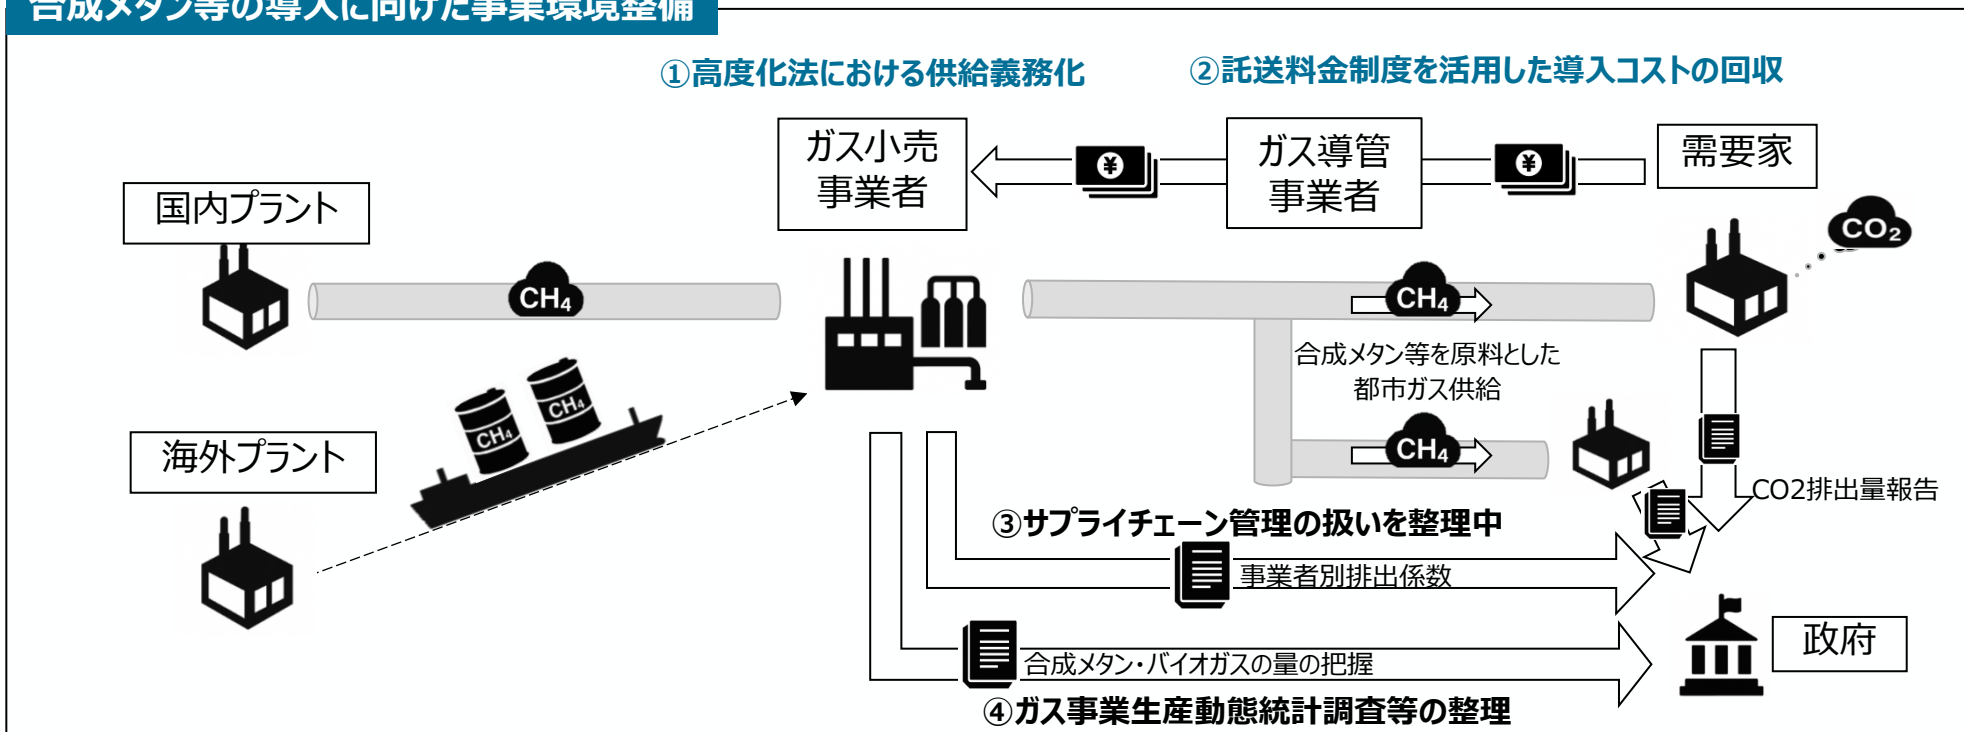 合成メタン等の導入に向けた事業環境整備
①高度化法における供給義務化
②託送料金制度を活用した導入コストの回収
ガス小売
事業者
¥
ガス導管
事業者
¥
需要家
国内プラント
CO₂
CH₄
CH₄
合成メタン等を原料とした
都市ガス供給
CH₄
CH₄
CH₄
海外プラント
CO2排出量報告
③サプライチェーン管理の扱いを整理中
事業者別排出係数
政府
合成メタン・バイオガスの量の把握
④ガス事業生産動態統計調査等の整理